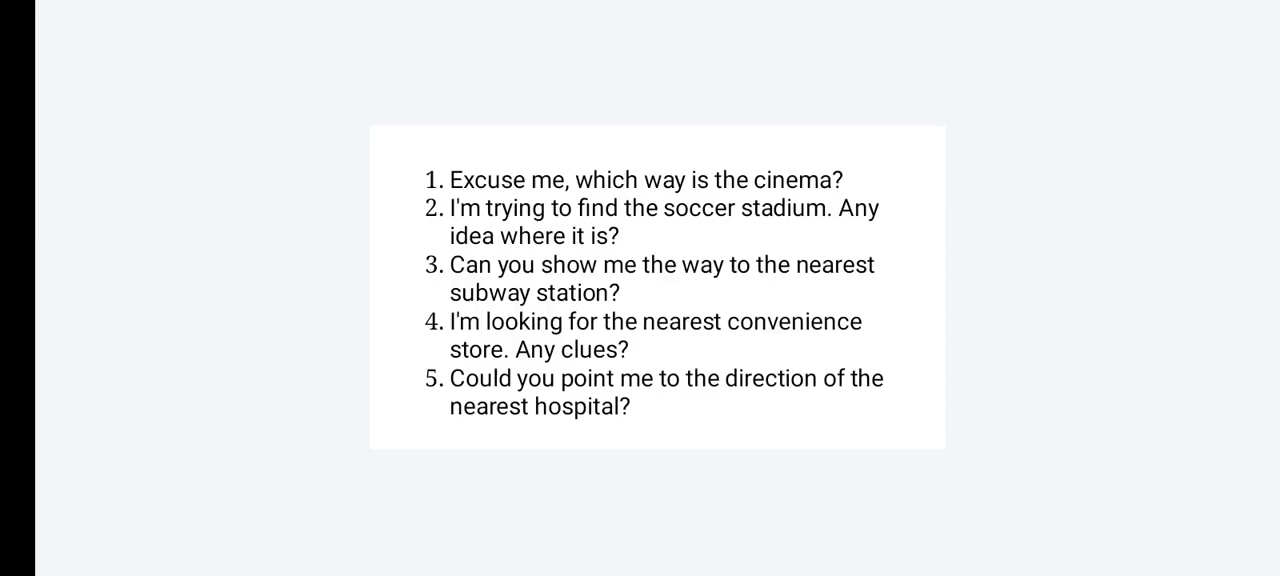 1. Excuse me, which way is the cinema?
2. I'm trying to find the soccer stadium. Any
idea where it is?
3. Can you show me the way to the nearest
subway station?
4. I'm looking for the nearest convenience
store. Any clues?
5. Could you point me to the direction of the
nearest hospital?